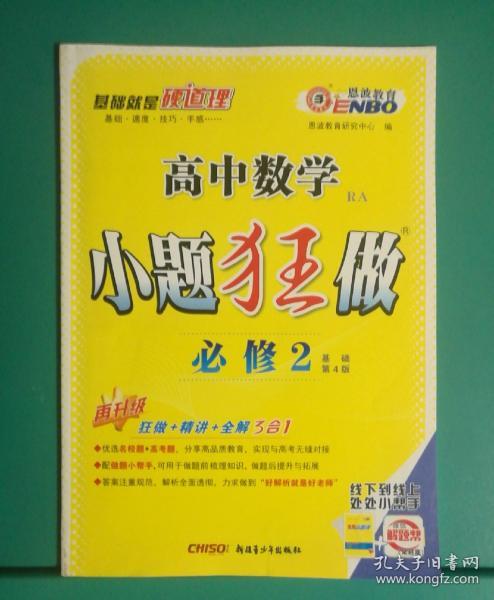 基础就是硬道理
基础·速度·技巧·手感……
恩波教育
ENBO
恩波教育研究中心 编
高中数学
RA
小题狂做®
必修2
基础
第4版
再升级
狂做+精讲+全解 3合1
◆优选名校题+高考题，分享高品质教育，实现与高考无缝对接
◆配做题小帮手，可用于做题前梳理知识，做题后提升与拓展
◆答案注重规范，解析全面透彻，力求做到“好解析就是好老师”
线下到线上
处处小帮手
解题帮
CHISO 新疆青少年出版社
孔夫子旧书网
www.kongfz.com